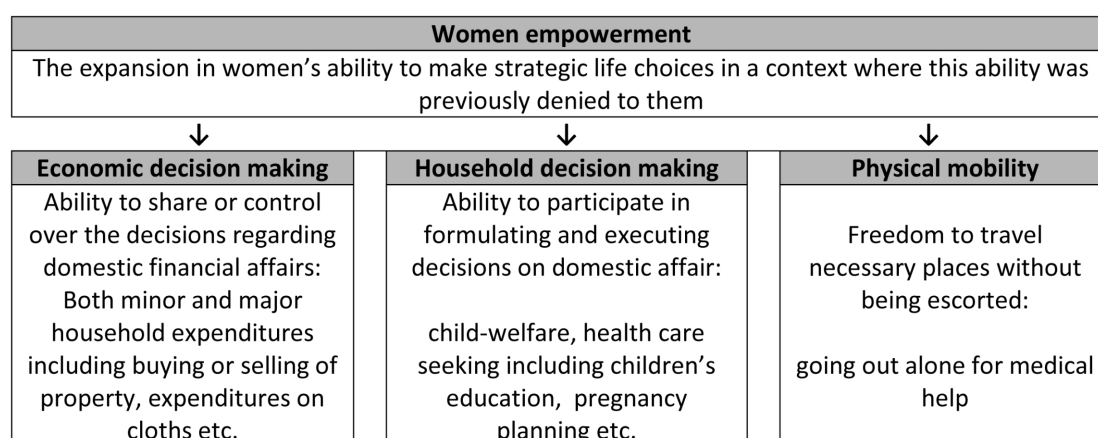 Women empowerment
The expansion in women’s ability to make strategic life choices in a context where this ability was
previously denied to them
Economic decision making
Ability to share or control
over the decisions regarding
domestic financial affairs:
Both minor and major
household expenditures
including buying or selling of
property, expenditures on
cloths etc.
Household decision making
Ability to participate in
formulating and executing
decisions on domestic affair:
child-welfare, health care
seeking including children’s
education, pregnancy
planning etc.
Physical mobility
Freedom to travel
necessary places without
being escorted:
going out alone for medical
help